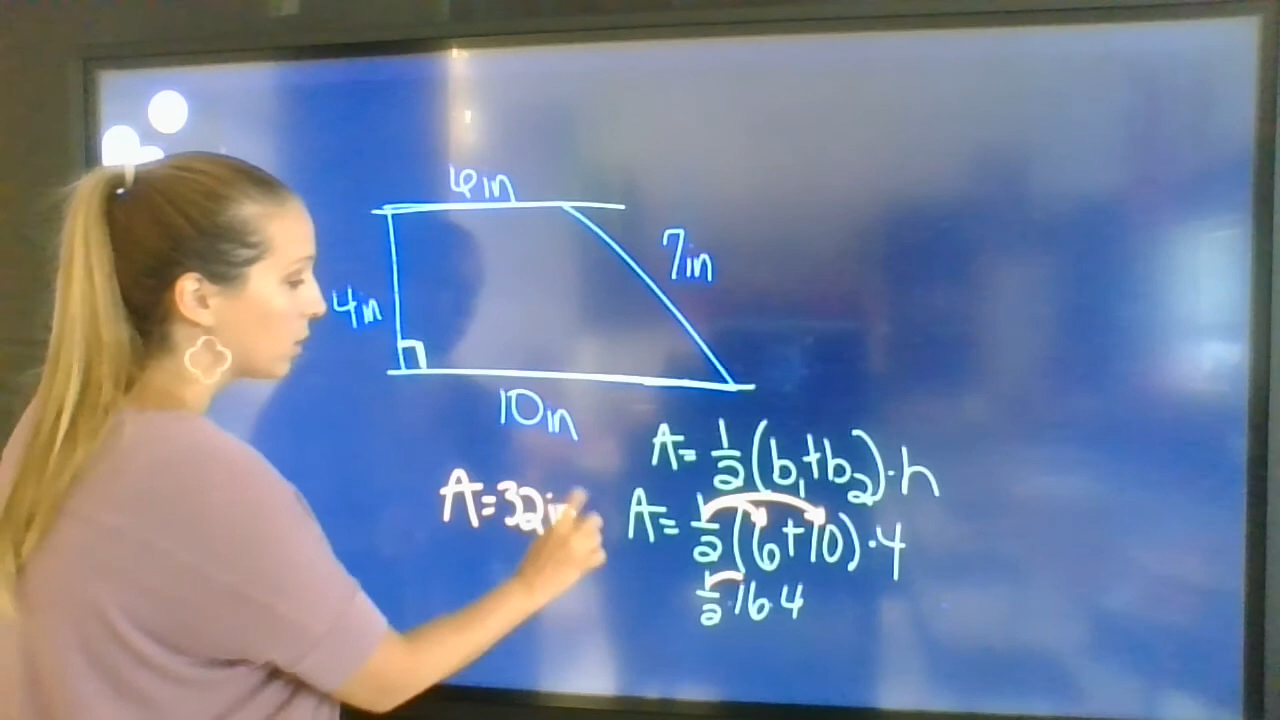 6in
7in
4in
10in
A= 1/2(b₁+b₂)·h
A=32in
A= 1/2(6+10)·4
1/2·16·4